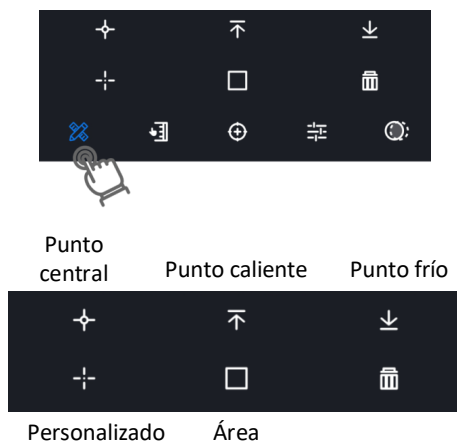 Punto
central
Punto caliente
Punto frío
Personalizado
Área